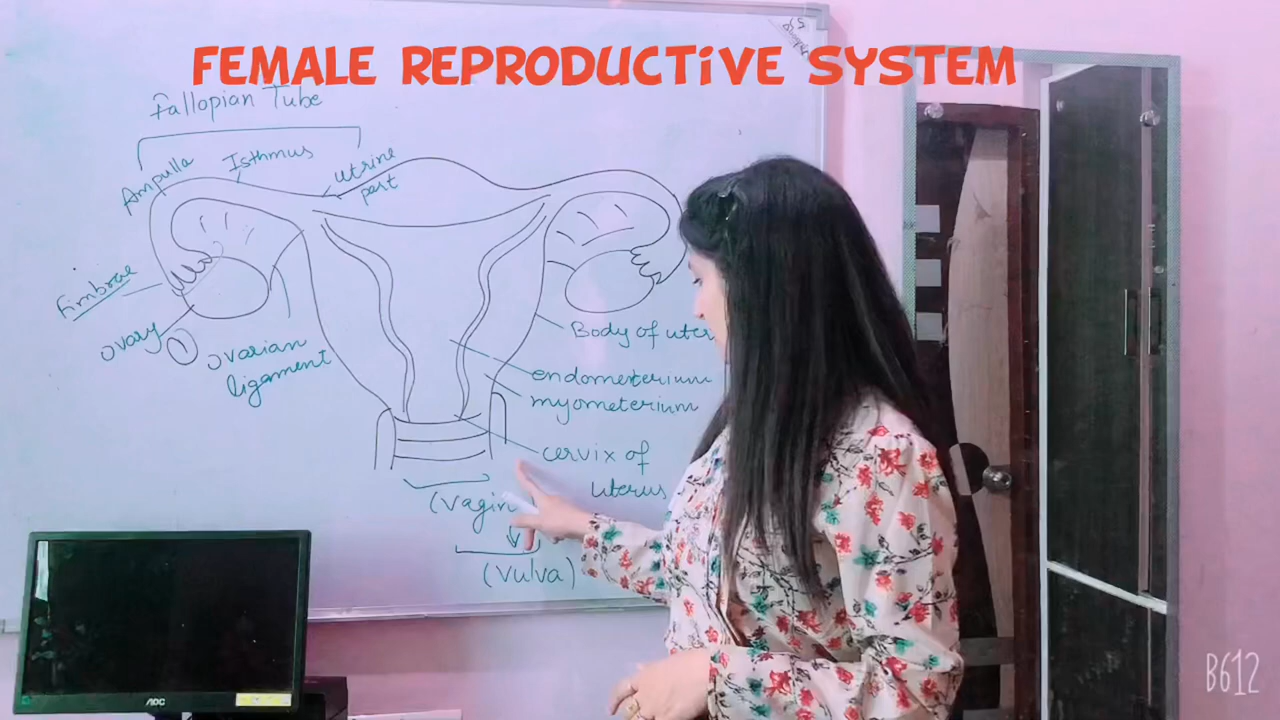 FEMALE REPRODUCTIVE SYSTEM
Fallopian Tube
Ampulla
Isthmus
utrine
part
Fimbrae
ovary
1
ovarian
ligament
Body of uter
endometerium
myometerium
cervix of
uterus
(vagin
(vulva)
AOC
B612